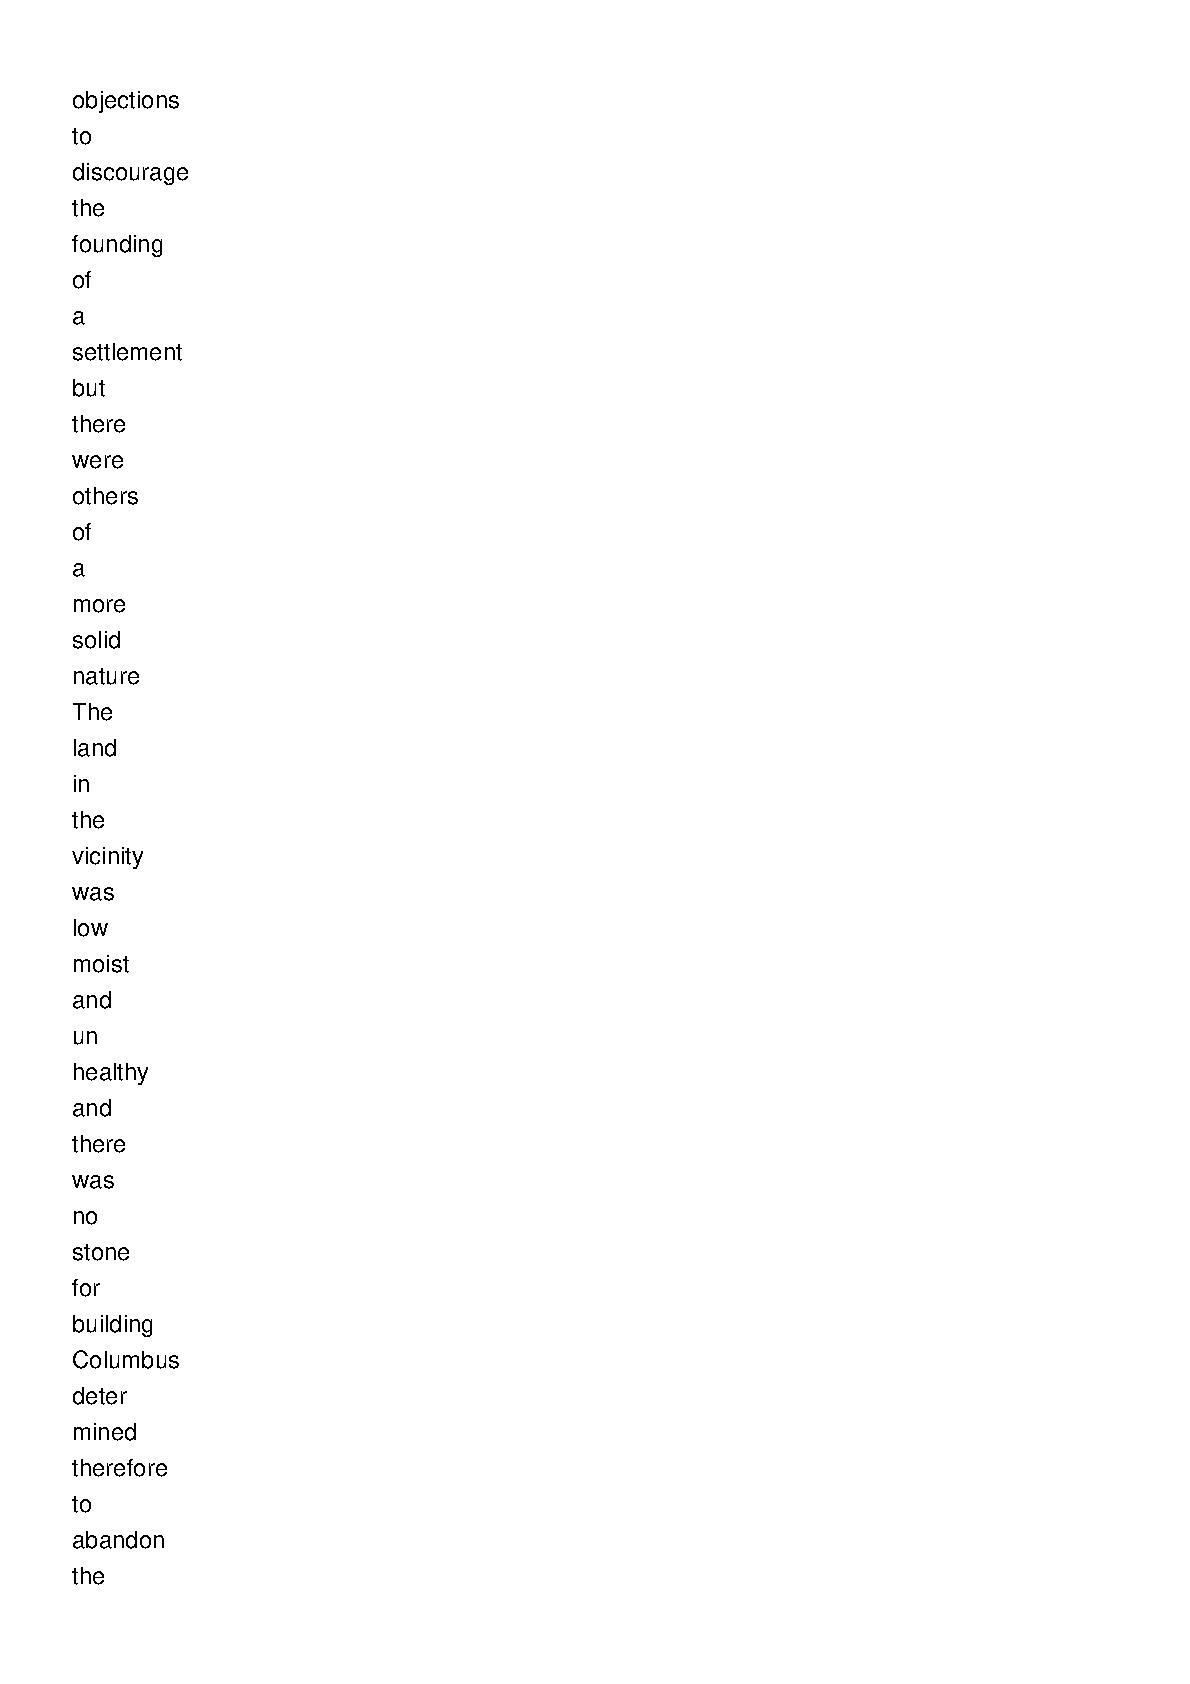 objections
to
discourage
the
founding
of
a
settlement
but
there
were
others
of
a
more
solid
nature
The
land
in
the
vicinity
was
low
moist
and
un
healthy
and
there
was
no
stone
for
building
Columbus
deter
mined
therefore
to
abandon
the